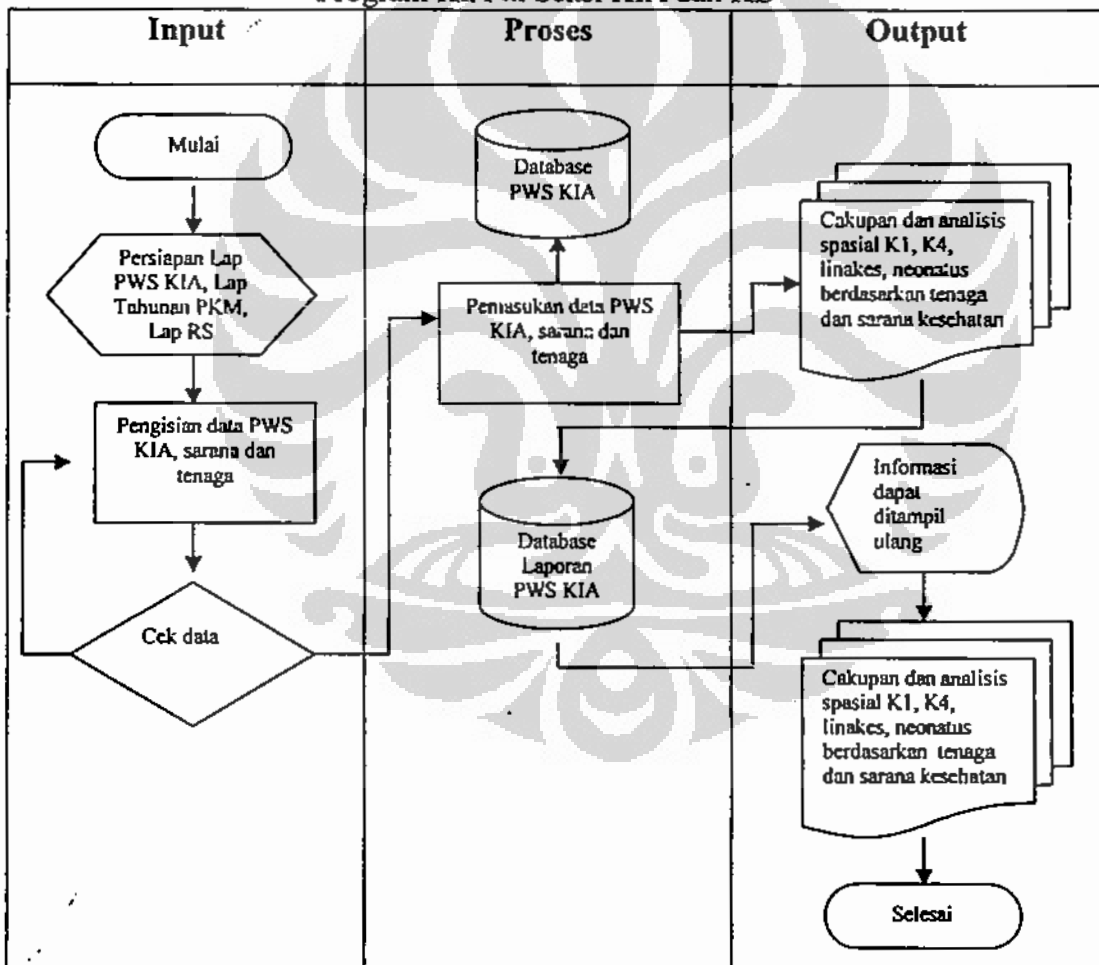 Input
Proses
Output
Mulai
Persiapan Lap
PWS KIA, Lap
Tahunan PKM,
Lap RS
Pengisian data PWS
KIA, sarana dan
tenaga
Cek data
Database
PWS KIA
Pemasukan data PWS
KIA, sarana dan
tenaga
Database
Laporan
PWS KIA
Cakupan dan analisis
spasial K1, K4,
linakes, neonatus
berdasarkan tenaga
dan sarana kesehatan
Informasi
dapat
ditampil
ulang
Cakupan dan analisis
spasial K1, K4,
linakes, neonatus
berdasarkan tenaga
dan sarana kesehatan
Selesai